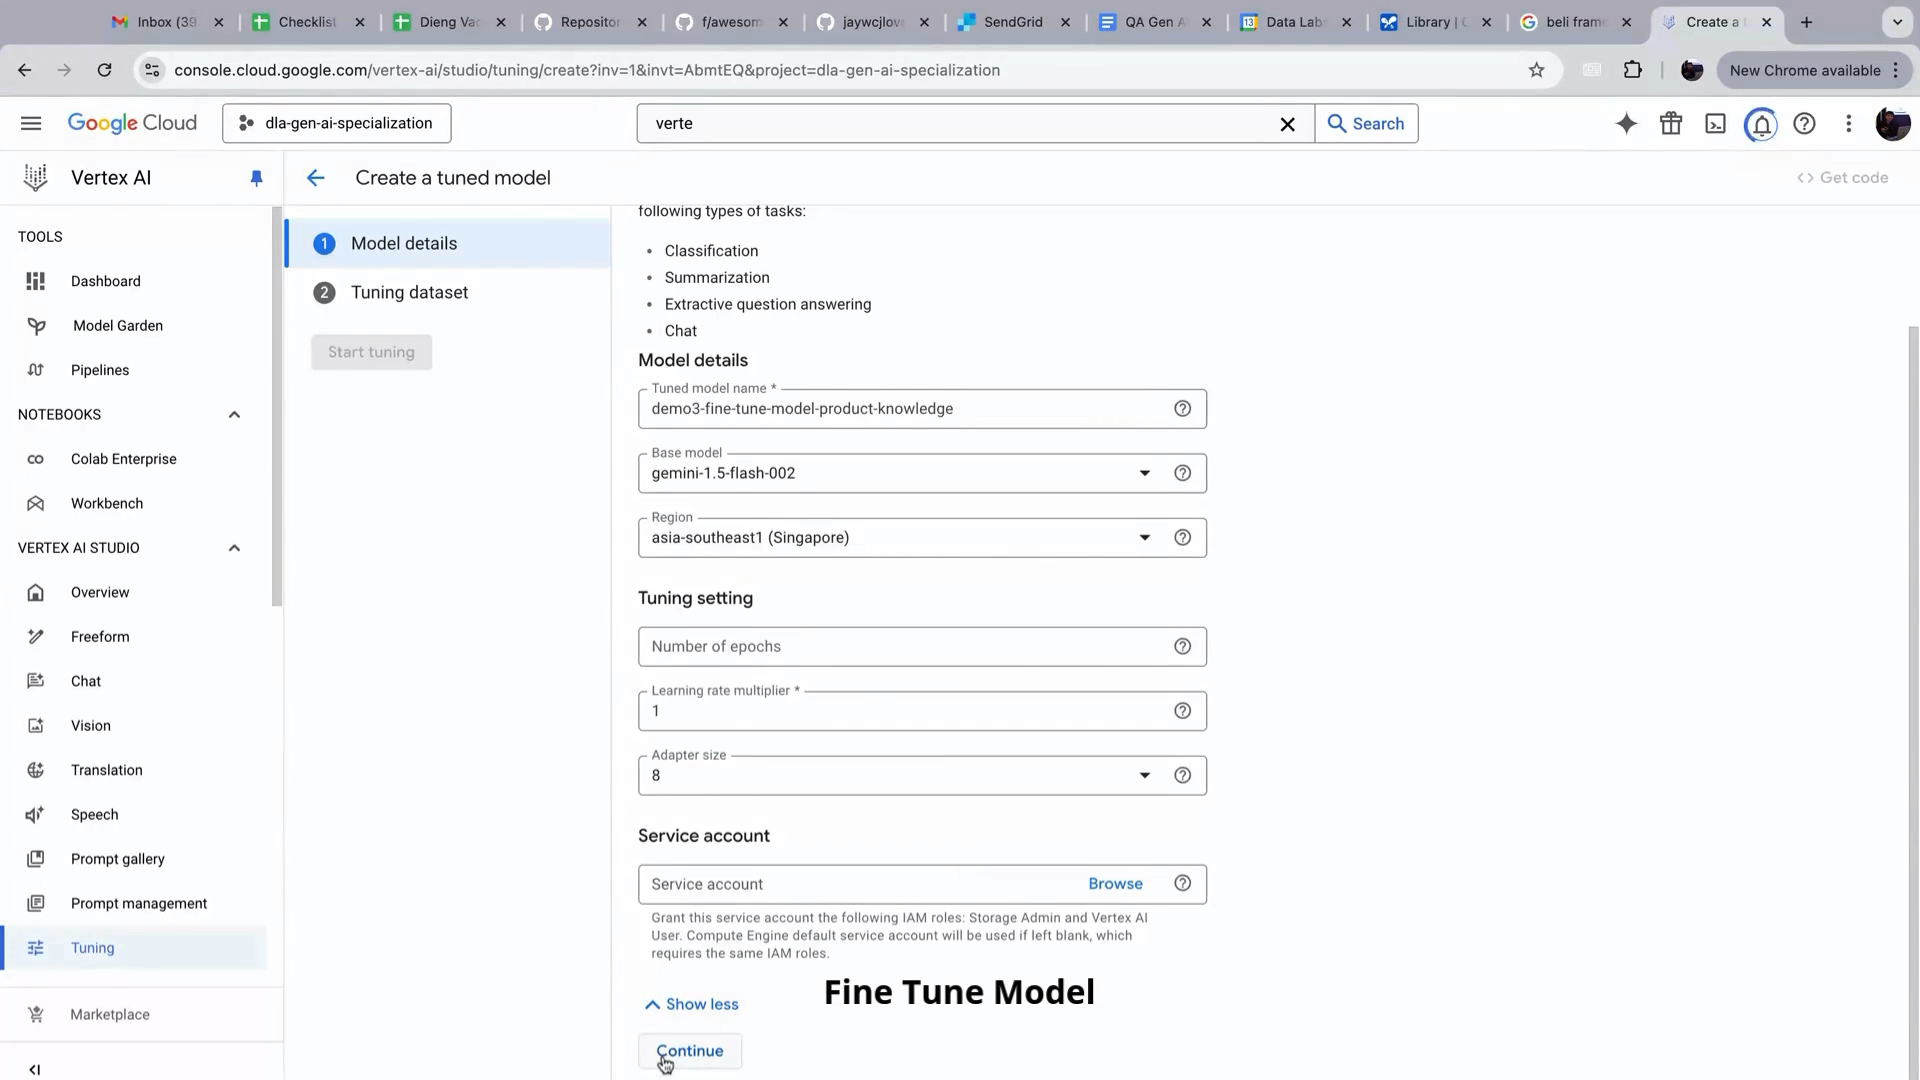 Inbox (39
Checklist
Dieng Va
Repositor
f/awesom
jaywcjlov
SendGrid
QA Gen A
Data Lab
Library | C
beli fram
Create a t
console.cloud.google.com/vertex-ai/studio/tuning/create?inv=1&invt=AbmtEQ&project=dla-gen-ai-specialization
New Chrome available
Google Cloud
dla-gen-ai-specialization
verte
Search
Vertex AI
Create a tuned model
Get code
TOOLS
Dashboard
Model Garden
Pipelines
NOTEBOOKS
Colab Enterprise
Workbench
VERTEX AI STUDIO
Overview
Freeform
Chat
Vision
Translation
Speech
Prompt gallery
Prompt management
Tuning
Marketplace
1 Model details
2 Tuning dataset
Start tuning
following types of tasks:
• Classification
• Summarization
• Extractive question answering
• Chat
Model details
Tuned model name *
demo3-fine-tune-model-product-knowledge
Base model
gemini-1.5-flash-002
Region
asia-southeast1 (Singapore)
Tuning setting
Number of epochs
Learning rate multiplier *
1
Adapter size
8
Service account
Service account
Browse
Grant this service account the following IAM roles: Storage Admin and Vertex AI
User. Compute Engine default service account will be used if left blank, which
requires the same IAM roles.
Show less
Fine Tune Model
Continue